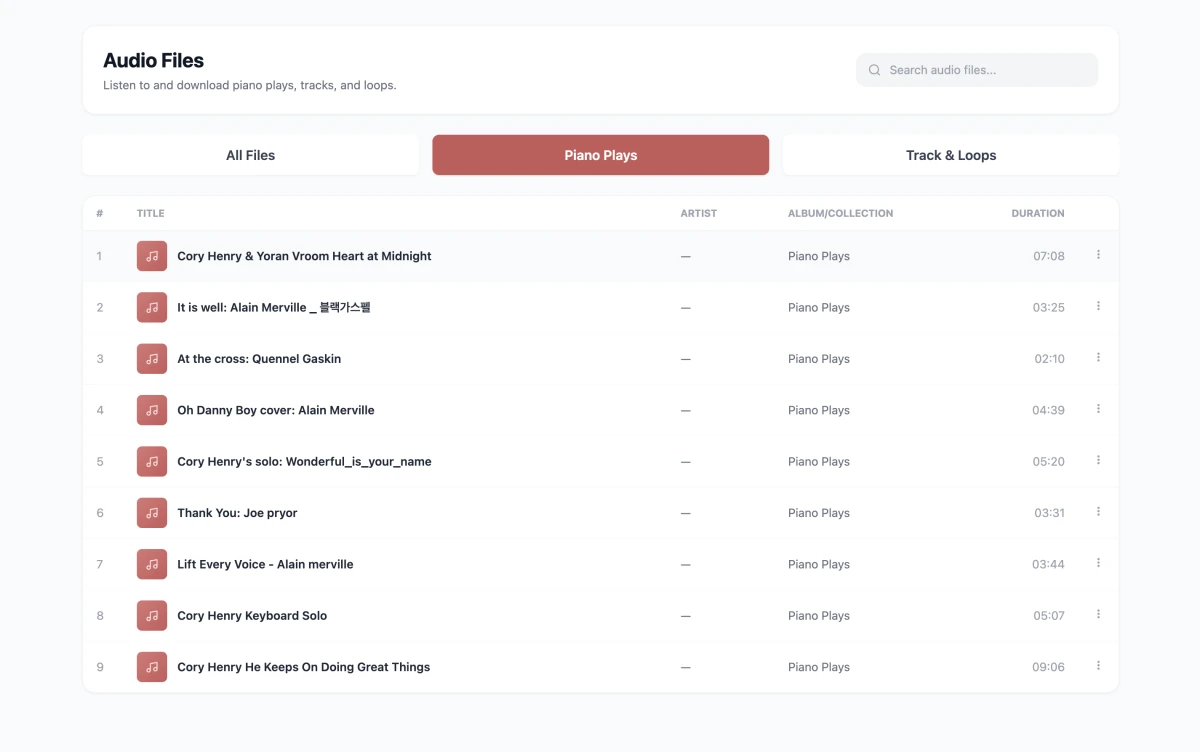 Audio Files
Listen to and download piano plays, tracks, and loops.
Search audio files...
All Files Piano Plays Track & Loops
# TITLE ARTIST ALBUM/COLLECTION DURATION
1 Cory Henry & Yoran Vroom Heart at Midnight — Piano Plays 07:08
2 It is well: Alain Merville _ 블랙가스펠 — Piano Plays 03:25
3 At the cross: Quennel Gaskin — Piano Plays 02:10
4 Oh Danny Boy cover: Alain Merville — Piano Plays 04:39
5 Cory Henry's solo: Wonderful_is_your_name — Piano Plays 05:20
6 Thank You: Joe pryor — Piano Plays 03:31
7 Lift Every Voice - Alain merville — Piano Plays 03:44
8 Cory Henry Keyboard Solo — Piano Plays 05:07
9 Cory Henry He Keeps On Doing Great Things — Piano Plays 09:06